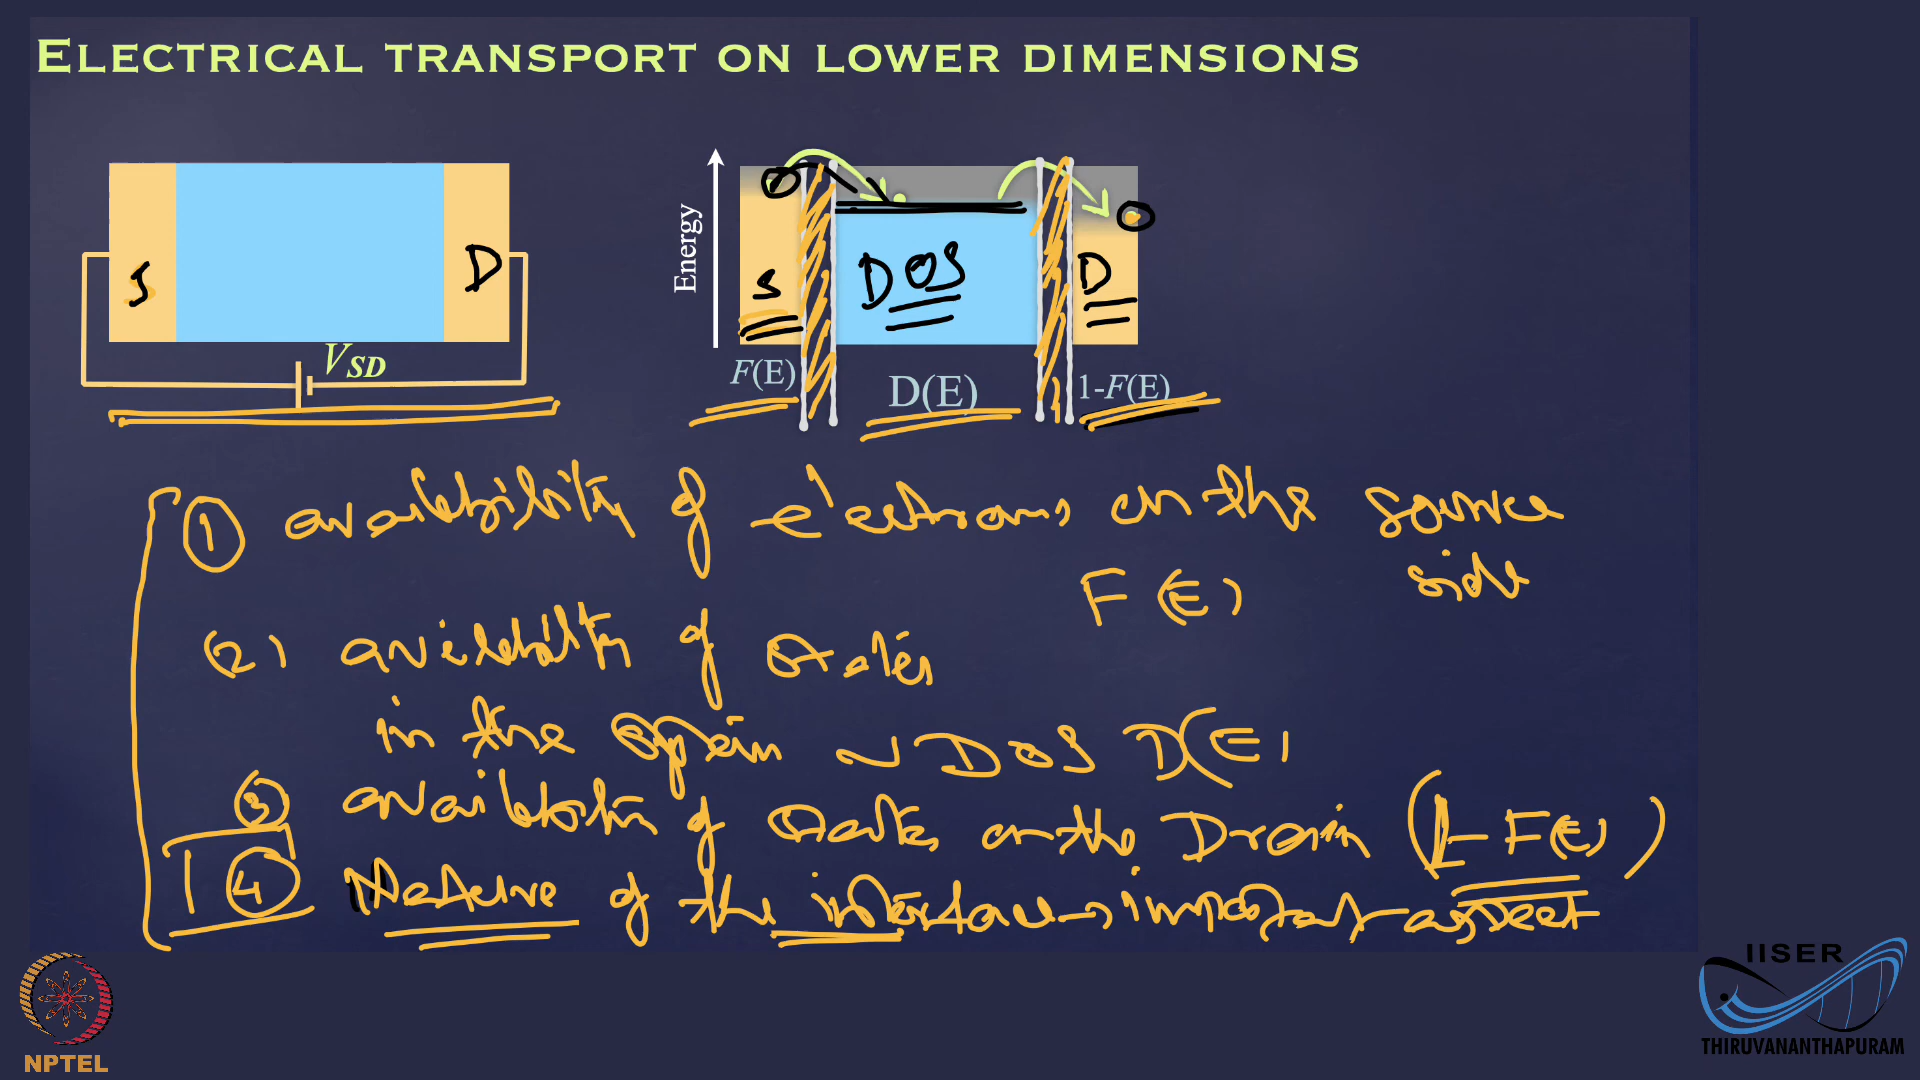 ELECTRICAL TRANSPORT ON LOWER DIMENSIONS
S
D
V_SD
Energy
S
DOS
D
F(E)
D(E)
1-F(E)
① availability of electrons on the source side
F(E)
(2) availability of states
in the system ~ DOS D(E)
③ availability of states on the Drain (1-F(E))
④ Nature of the interface → important aspect
NPTEL
IISER
THIRUVANANTHAPURAM